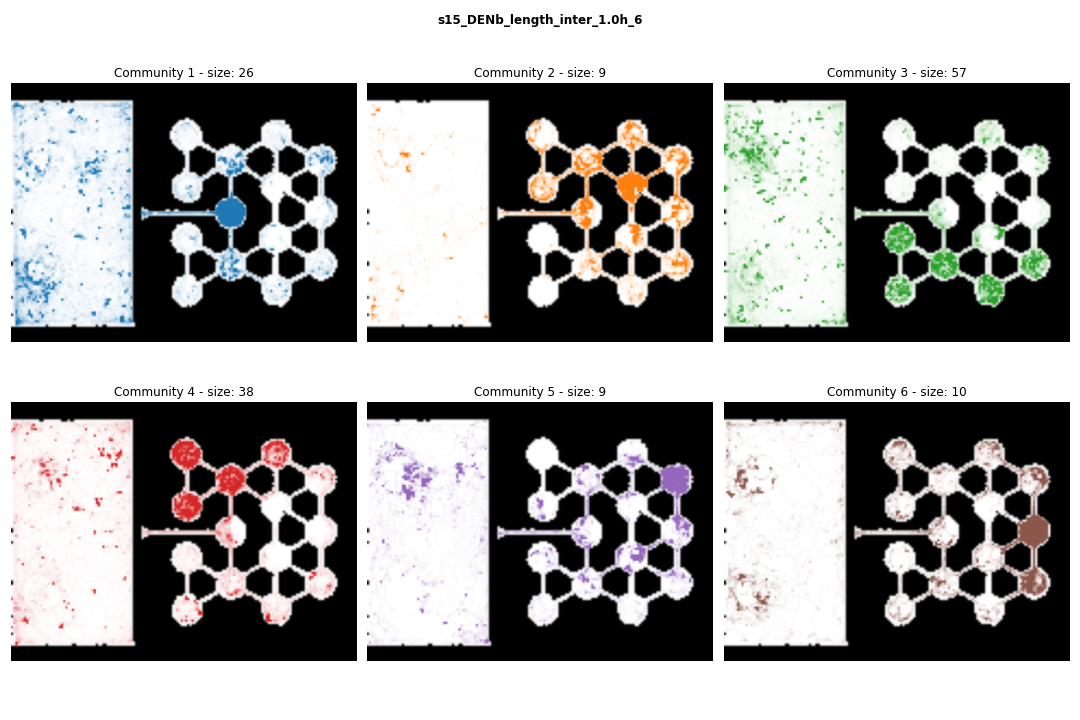 s15_DENb_length_inter_1.0h_6
Community 1 - size: 26
Community 2 - size: 9
Community 3 - size: 57
Community 4 - size: 38
Community 5 - size: 9
Community 6 - size: 10